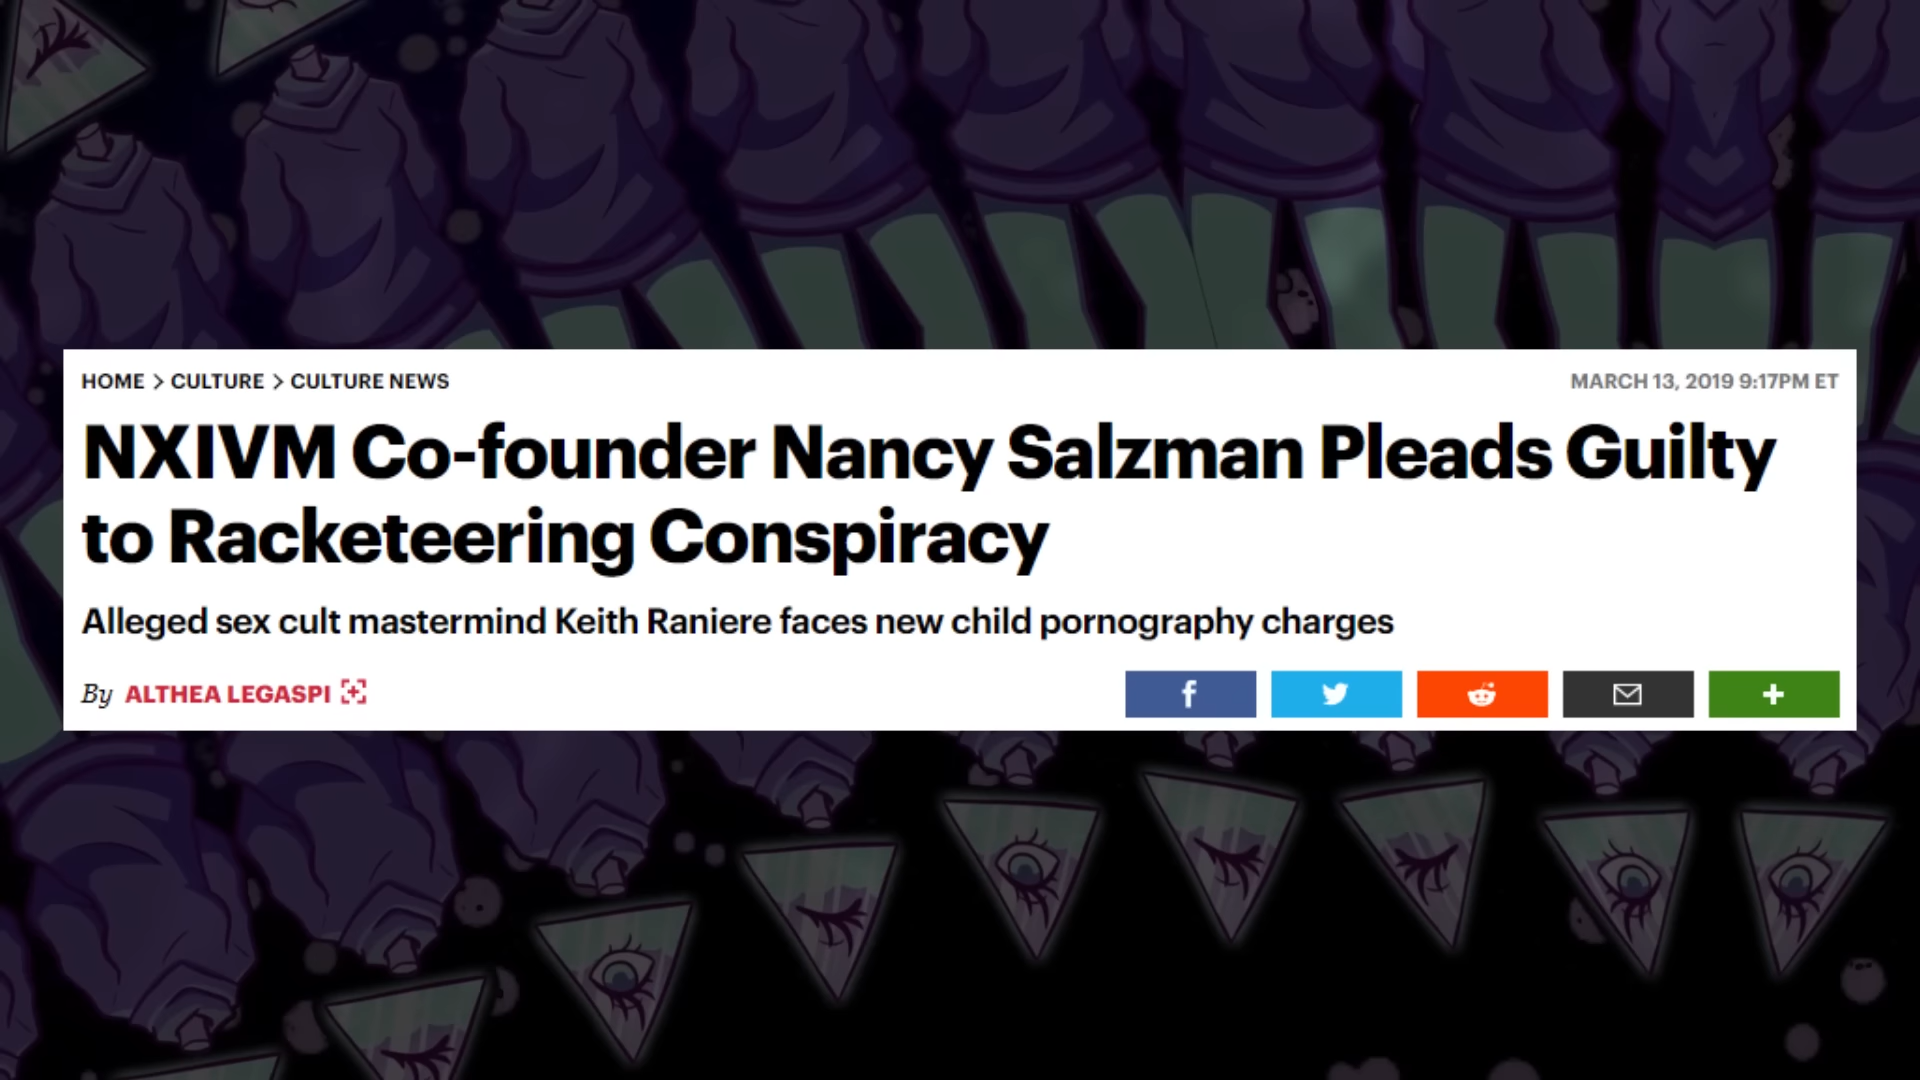 HOME > CULTURE > CULTURE NEWS
MARCH 13, 2019 9:17PM ET
NXIVM Co-founder Nancy Salzman Pleads Guilty
to Racketeering Conspiracy
Alleged sex cult mastermind Keith Raniere faces new child pornography charges
By ALTHEA LEGASPI